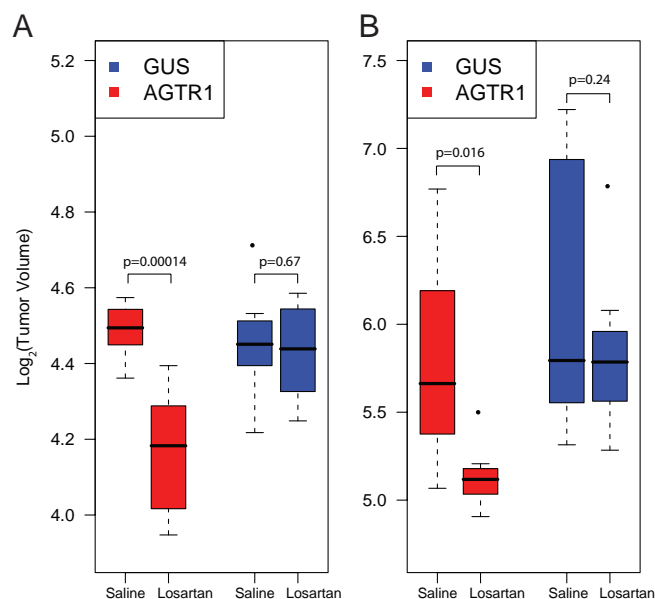 A
B
GUS
AGTR1
GUS
AGTR1
5.2
5.0
4.8
4.6
4.4
4.2
4.0
Log2(Tumor Volume)
p=0.00014
p=0.67
Saline Losartan Saline Losartan
7.5
7.0
6.5
6.0
5.5
5.0
p=0.016
p=0.24
Saline Losartan Saline Losartan